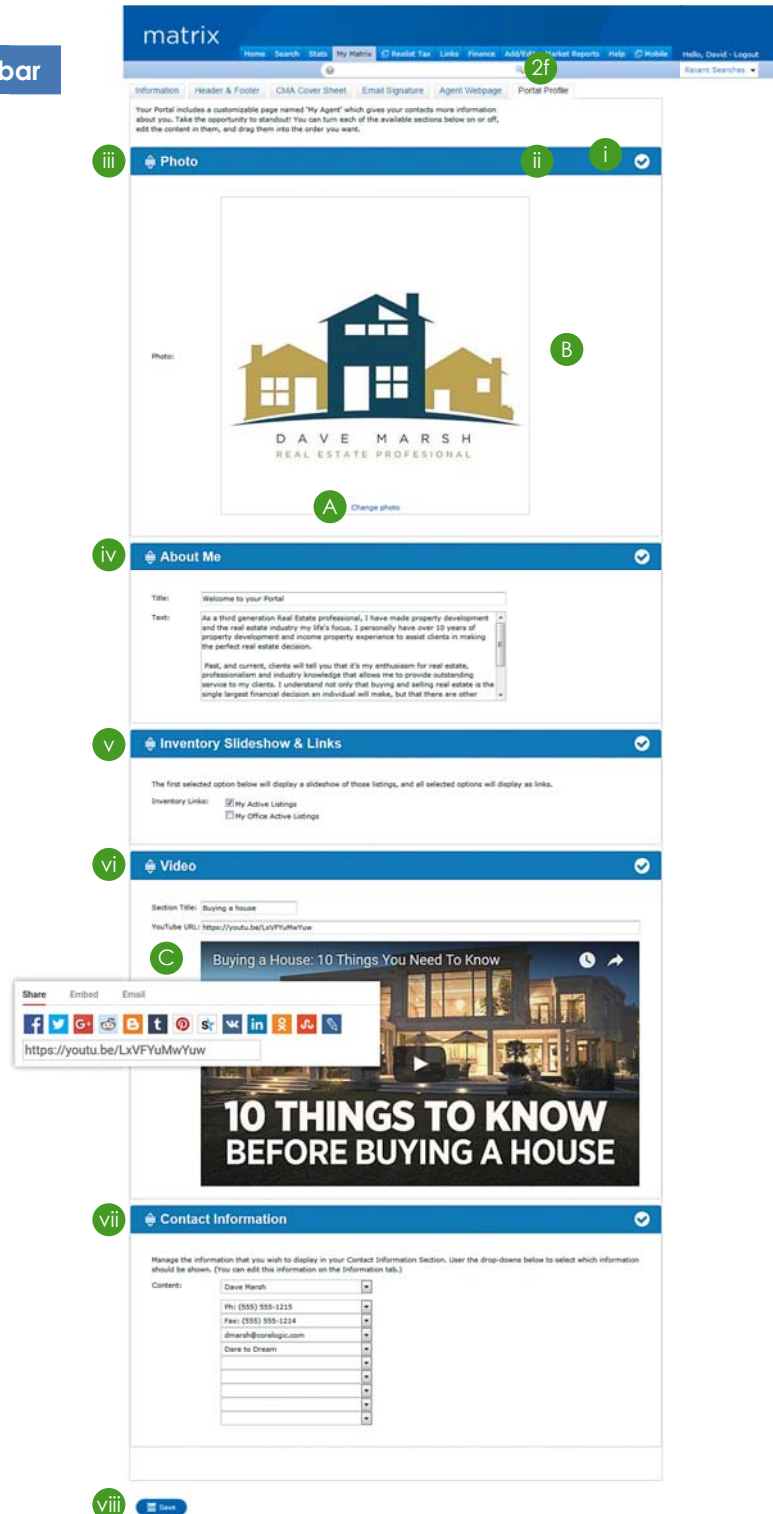 bar
matrix
Home Search Stats My Matrix Realist Tax Links Finance Add/Edit Market Reports Help Mobile Hello, David - Logout
2f
Recent Searches
Information Header & Footer CMA Cover Sheet Email Signature Agent Webpage Portal Profile
Your Portal includes a customizable page named 'My Agent' which gives your contacts more information
about you. Take the opportunity to standout! You can turn each of the available sections below on or off,
edit the content in them, and drag them into the order you want.
iii Photo ii i
Photo:
B
DAVE MARSH
REAL ESTATE PROFESIONAL
A Change photo
iv About Me
Title: Welcome to your Portal
Text: As a third generation Real Estate professional, I have made property development
and the real estate industry my life's focus. I personally have over 10 years of
property development and income property experience to assist clients in making
the perfect real estate decision.
Past, and current, clients will tell you that it's my enthusiasm for real estate,
professionalism and industry knowledge that allows me to provide outstanding
service to my clients. I understand not only that buying and selling real estate is the
single largest financial decision an individual will make, but that there are other
v Inventory Slideshow & Links
The first selected option below will display a slideshow of those listings, and all selected options will display as links.
Inventory Links: My Active Listings
My Office Active Listings
vi Video
Section Title: Buying a house
YouTube URL: https://youtu.be/LxVFYuMwYuw
C
Buying a House: 10 Things You Need To Know
Share Embed Email
https://youtu.be/LxVFYuMwYuw
10 THINGS TO KNOW
BEFORE BUYING A HOUSE
vii Contact Information
Manage the information that you wish to display in your Contact Information Section. User the drop-downs below to select which information
should be shown. (You can edit this information on the Information tab.)
Content: Dave Marsh
Ph: (555) 555-1215
Fax: (555) 555-1214
dmarsh@corelogic.com
Dare to Dream
viii Save